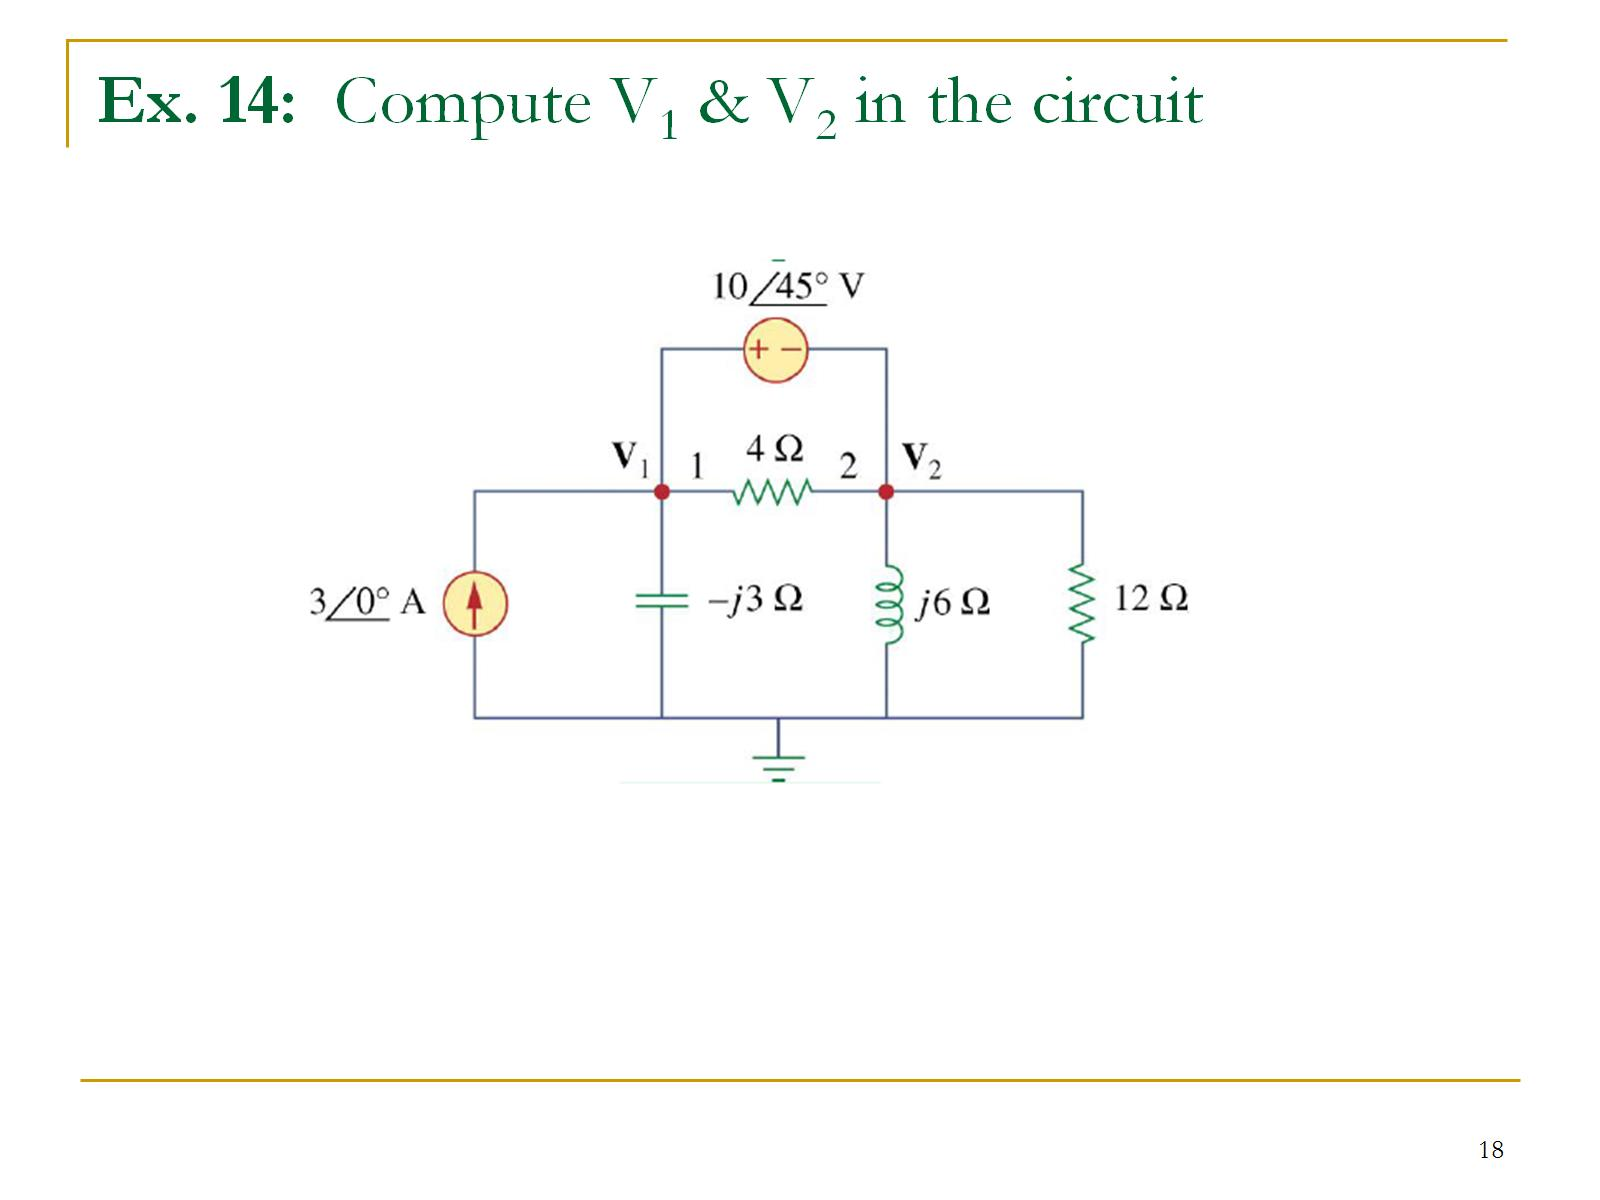 Ex. 14: Compute V₁ & V₂ in the circuit
10∠45° V
+ −
V₁ 1 4 Ω 2 V₂
3∠0° A −j3 Ω j6 Ω 12 Ω
18